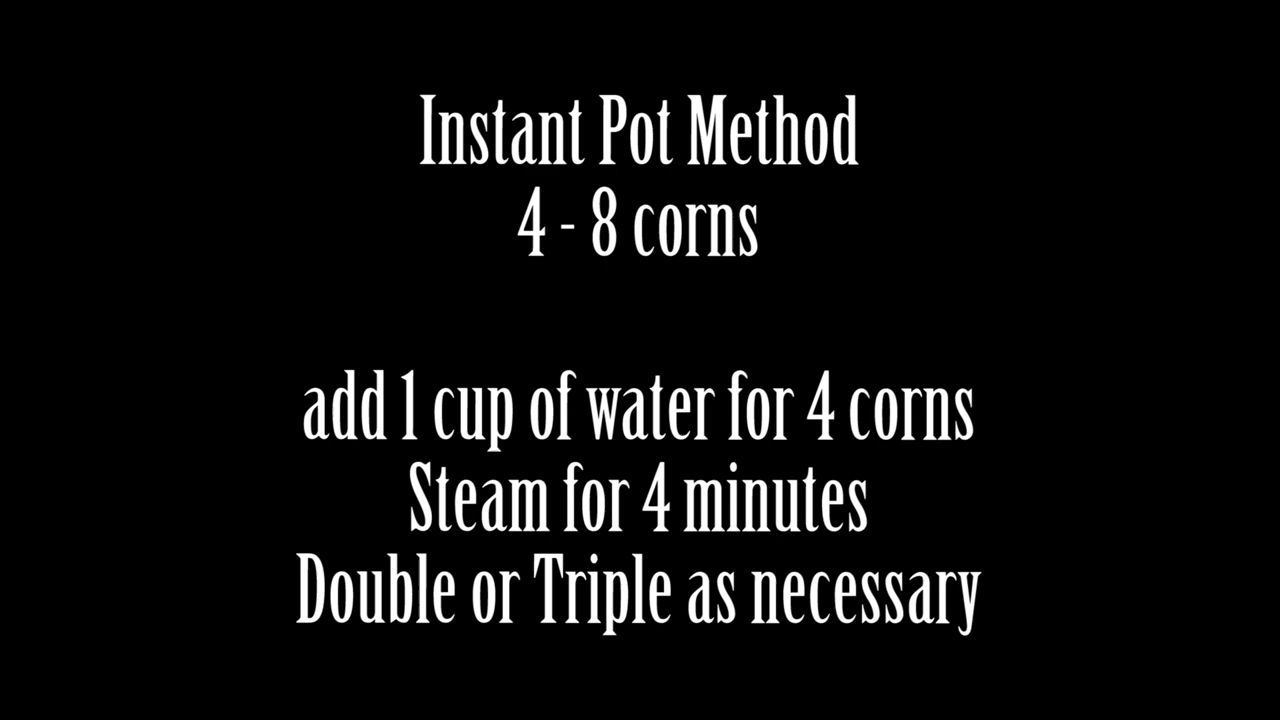 Instant Pot Method
4 - 8 corns
add 1 cup of water for 4 corns
Steam for 4 minutes
Double or Triple as necessary